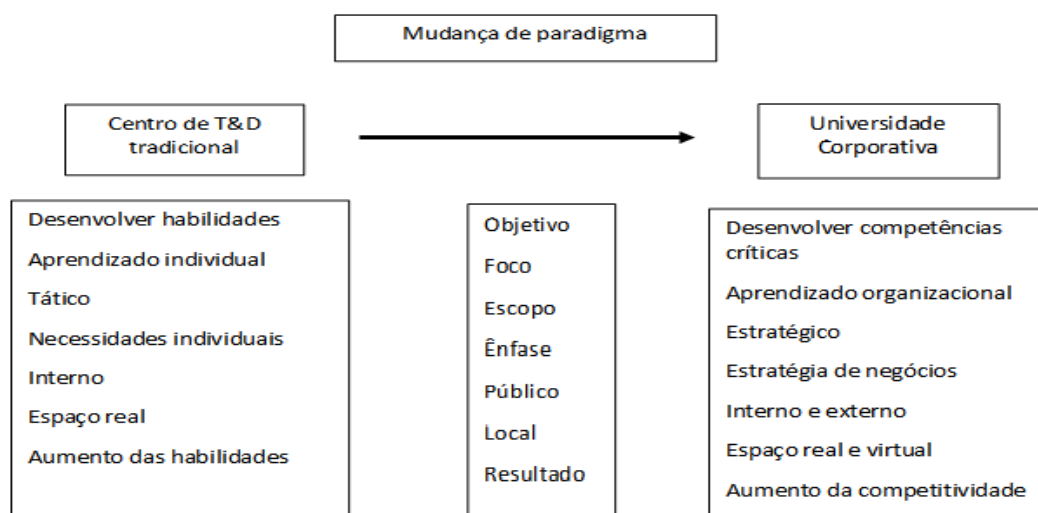 Mudança de paradigma
Centro de T&D
tradicional
Universidade
Corporativa
Desenvolver habilidades
Aprendizado individual
Tático
Necessidades individuais
Interno
Espaço real
Aumento das habilidades
Objetivo
Foco
Escopo
Ênfase
Público
Local
Resultado
Desenvolver competências
críticas
Aprendizado organizacional
Estratégico
Estratégia de negócios
Interno e externo
Espaço real e virtual
Aumento da competitividade